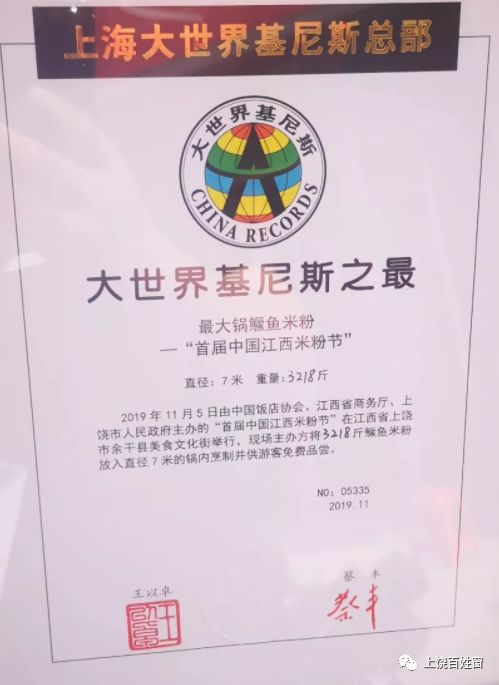 上海大世界基尼斯总部
大世界基尼斯
CHINA RECORDS
大世界基尼斯之最
最大锅鳜鱼米粉
—“首届中国江西米粉节”
直径：7米 重量：3218斤
2019年11月5日由中国饭店协会、江西省商务厅、上
饶市人民政府主办的“首届中国江西米粉节”在江西省上饶
市余干县美食文化街举行，现场主办方将3218斤鳜鱼米粉
放入直径7米的锅内烹制并供游客免费品尝。
NO：05335
2019.11
王以卓
蔡丰
蔡丰
上饶百姓窗